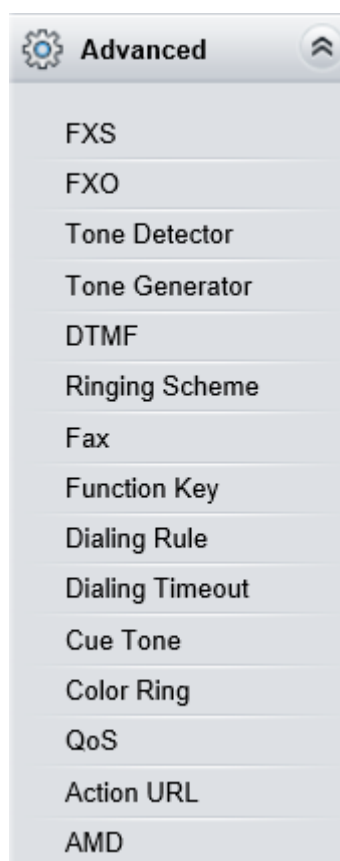 Advanced
FXS
FXO
Tone Detector
Tone Generator
DTMF
Ringing Scheme
Fax
Function Key
Dialing Rule
Dialing Timeout
Cue Tone
Color Ring
QoS
Action URL
AMD